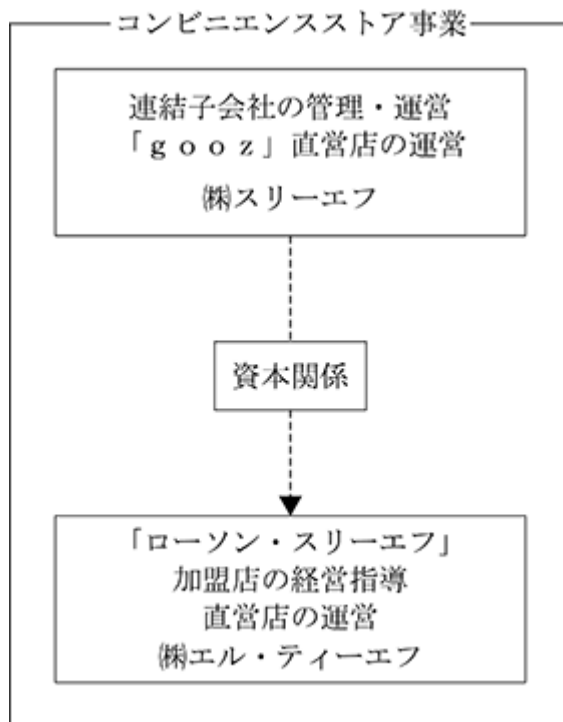 コンビニエンスストア事業
連結子会社の管理・運営
「ｇｏｏｚ」直営店の運営
㈱スリーエフ
資本関係
「ローソン・スリーエフ」
加盟店の経営指導
直営店の運営
㈱エル・ティーエフ